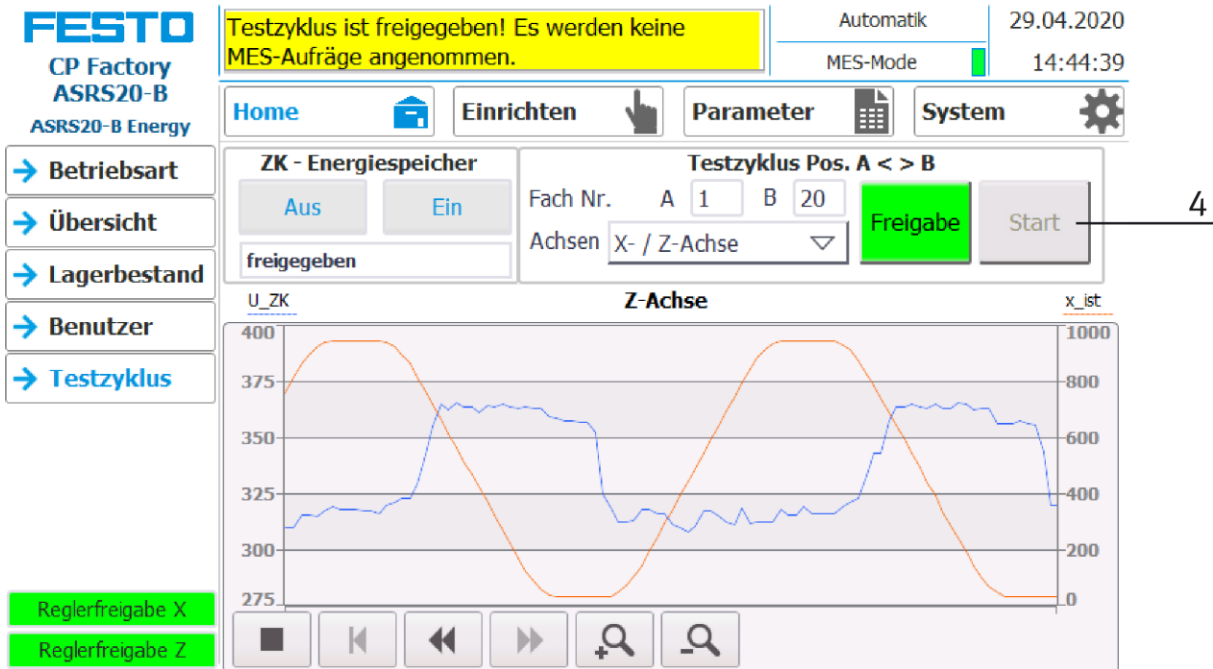 FESTO
CP Factory
ASRS20-B
ASRS20-B Energy
Testzyklus ist freigegeben! Es werden keine
MES-Aufräge angenommen.
Automatik
MES-Mode
29.04.2020
14:44:39
Home
Einrichten
Parameter
System
Betriebsart
Übersicht
Lagerbestand
Benutzer
Testzyklus
ZK - Energiespeicher
Aus Ein
freigegeben
Testzyklus Pos. A < > B
Fach Nr. A 1 B 20
Achsen X- / Z-Achse
Freigabe
Start
4
U_ZK Z-Achse x_ist
400 1000
375 800
350 600
325 400
300 200
275 0
Reglerfreigabe X
Reglerfreigabe Z